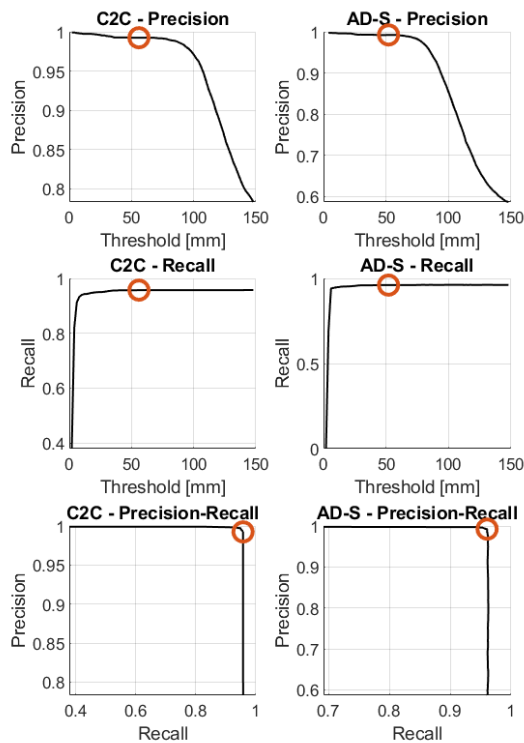 C2C - Precision
1
0.95
0.9
0.85
0.8
Precision
0
50
100
150
Threshold [mm]
AD-S - Precision
1
0.9
0.8
0.7
0.6
Precision
0
50
100
150
Threshold [mm]
C2C - Recall
1
0.8
0.6
0.4
Recall
0
50
100
150
Threshold [mm]
AD-S - Recall
1
0.5
0
Recall
0
50
100
150
Threshold [mm]
C2C - Precision-Recall
1
0.95
0.9
0.85
0.8
Precision
0.4
0.6
0.8
1
Recall
AD-S - Precision-Recall
1
0.9
0.8
0.7
0.6
Precision
0.7
0.8
0.9
1
Recall